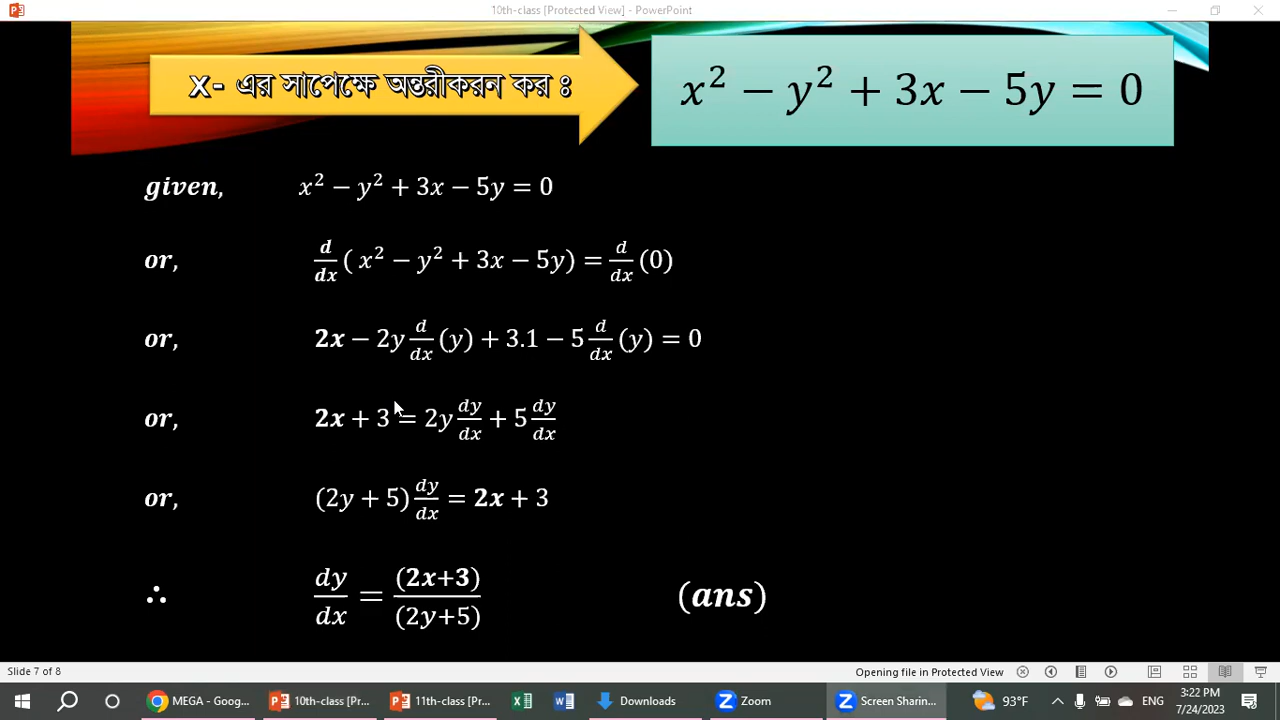 10th-class [Protected View] - PowerPoint
x- এর সাপেক্ষে অন্তরীকরন কর ঃ
x² − y² + 3x − 5y = 0
given, x² − y² + 3x − 5y = 0
or, d/dx ( x² − y² + 3x − 5y) = d/dx (0)
or, 2x − 2y d/dx (y) + 3.1 − 5 d/dx (y) = 0
or, 2x + 3 = 2y dy/dx + 5 dy/dx
or, (2y + 5) dy/dx = 2x + 3
∴ dy/dx = (2x+3)/(2y+5) (ans)
Slide 7 of 8
Opening file in Protected View
MEGA - Goog...
10th-class [Pr...
11th-class [Pr...
Downloads
Zoom
Screen Sharin...
93°F
ENG
3:22 PM
7/24/2023